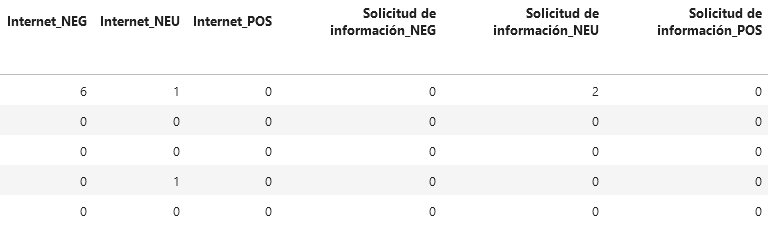 Internet_NEG Internet_NEU Internet_POS Solicitud de información_NEG Solicitud de información_NEU Solicitud de información_POS
6 1 0 0 2 0
0 0 0 0 0 0
0 0 0 0 0 0
0 1 0 0 0 0
0 0 0 0 0 0